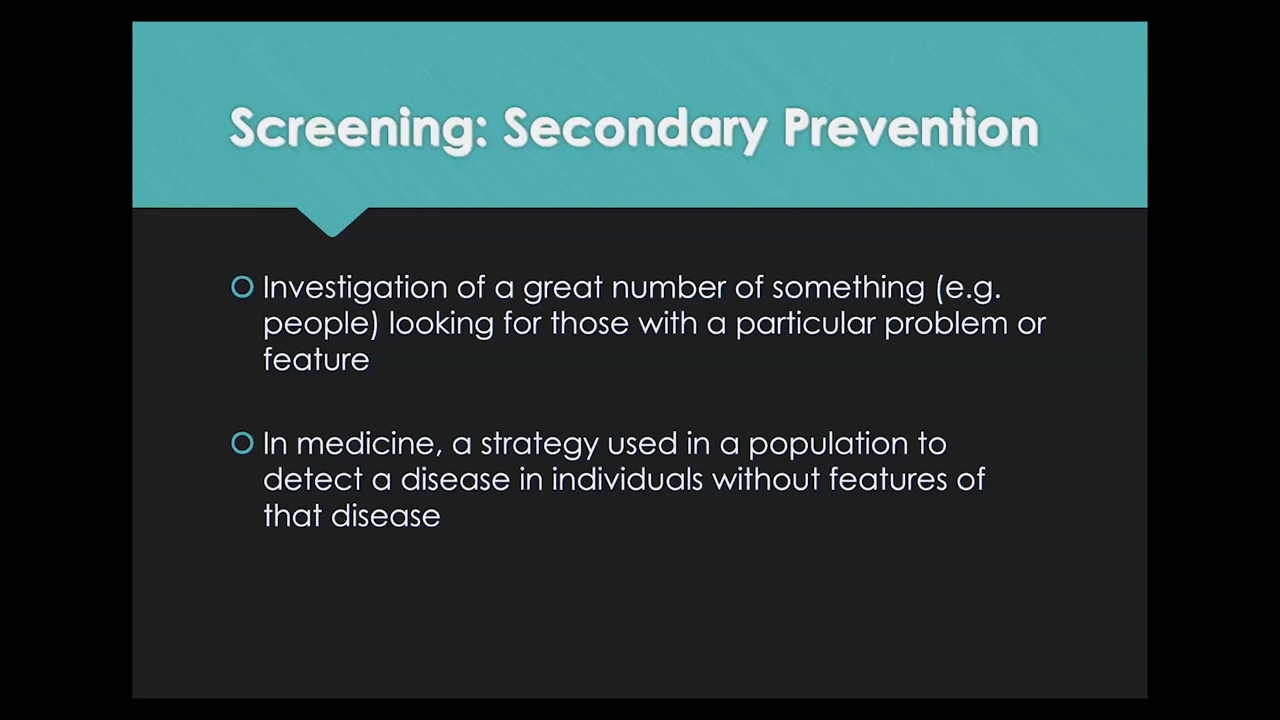 Screening: Secondary Prevention
Investigation of a great number of something (e.g.
people) looking for those with a particular problem or
feature
In medicine, a strategy used in a population to
detect a disease in individuals without features of
that disease